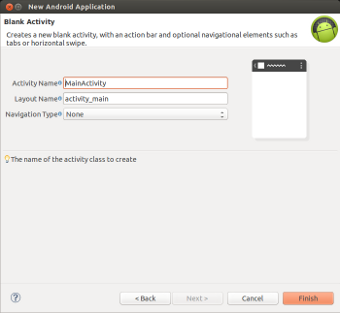 New Android Application
Blank Activity
Creates a new blank activity, with an action bar and optional navigational elements such as
tabs or horizontal swipe.
Activity Name
MainActivity
Layout Name
activity_main
Navigation Type
None
The name of the activity class to create
?
< Back
Next >
Cancel
Finish